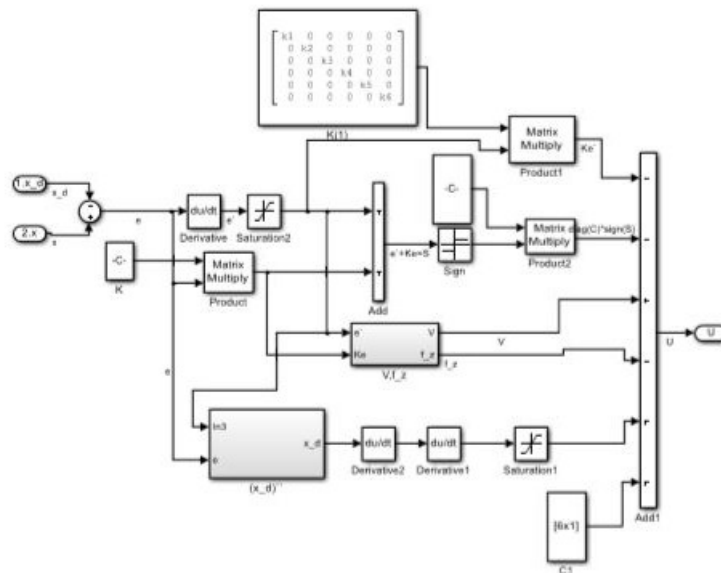 k1 0 0 0 0 0
0 k2 0 0 0 0
0 0 k3 0 0 0
0 0 0 k4 0 0
0 0 0 0 k5 0
0 0 0 0 0 k6
K(1)
Matrix
Multiply
Product1
Ke`
1.x_d
x_d
2.x
x
e
du/dt
Derivative
e`
Saturation2
-C-
K
Matrix
Multiply
Product
Add
e`+Ke=S
-C-
Sign
Matrix
Multiply
Product2
diag(C)*sign(S)
e`
Ke
V
f_z
V,f_z
V
f_z
U
U
e
In3
e
x_d
(x_d)``
du/dt
Derivative2
du/dt
Derivative1
Saturation1
[6x1]
C1
Add1